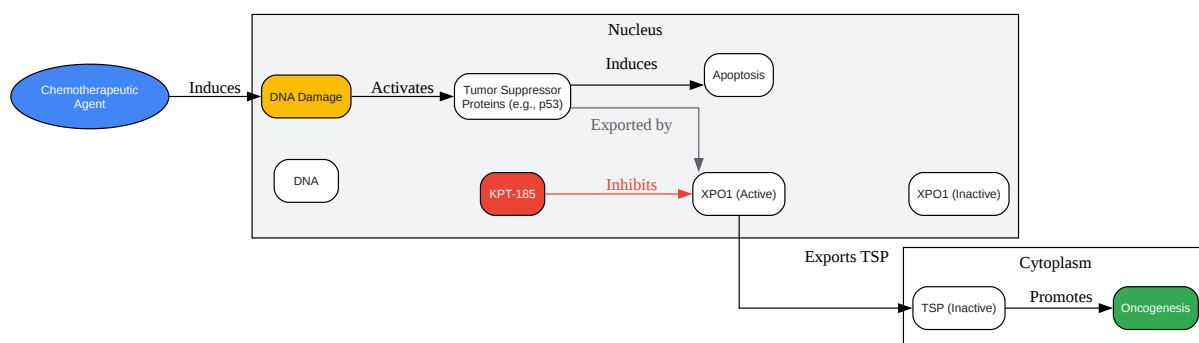 Nucleus
Chemotherapeutic
Agent
Induces
DNA Damage
Activates
Tumor Suppressor
Proteins (e.g., p53)
Induces
Apoptosis
Exported by
DNA
KPT-185
Inhibits
XPO1 (Active)
XPO1 (Inactive)
Exports TSP
Cytoplasm
TSP (Inactive)
Promotes
Oncogenesis